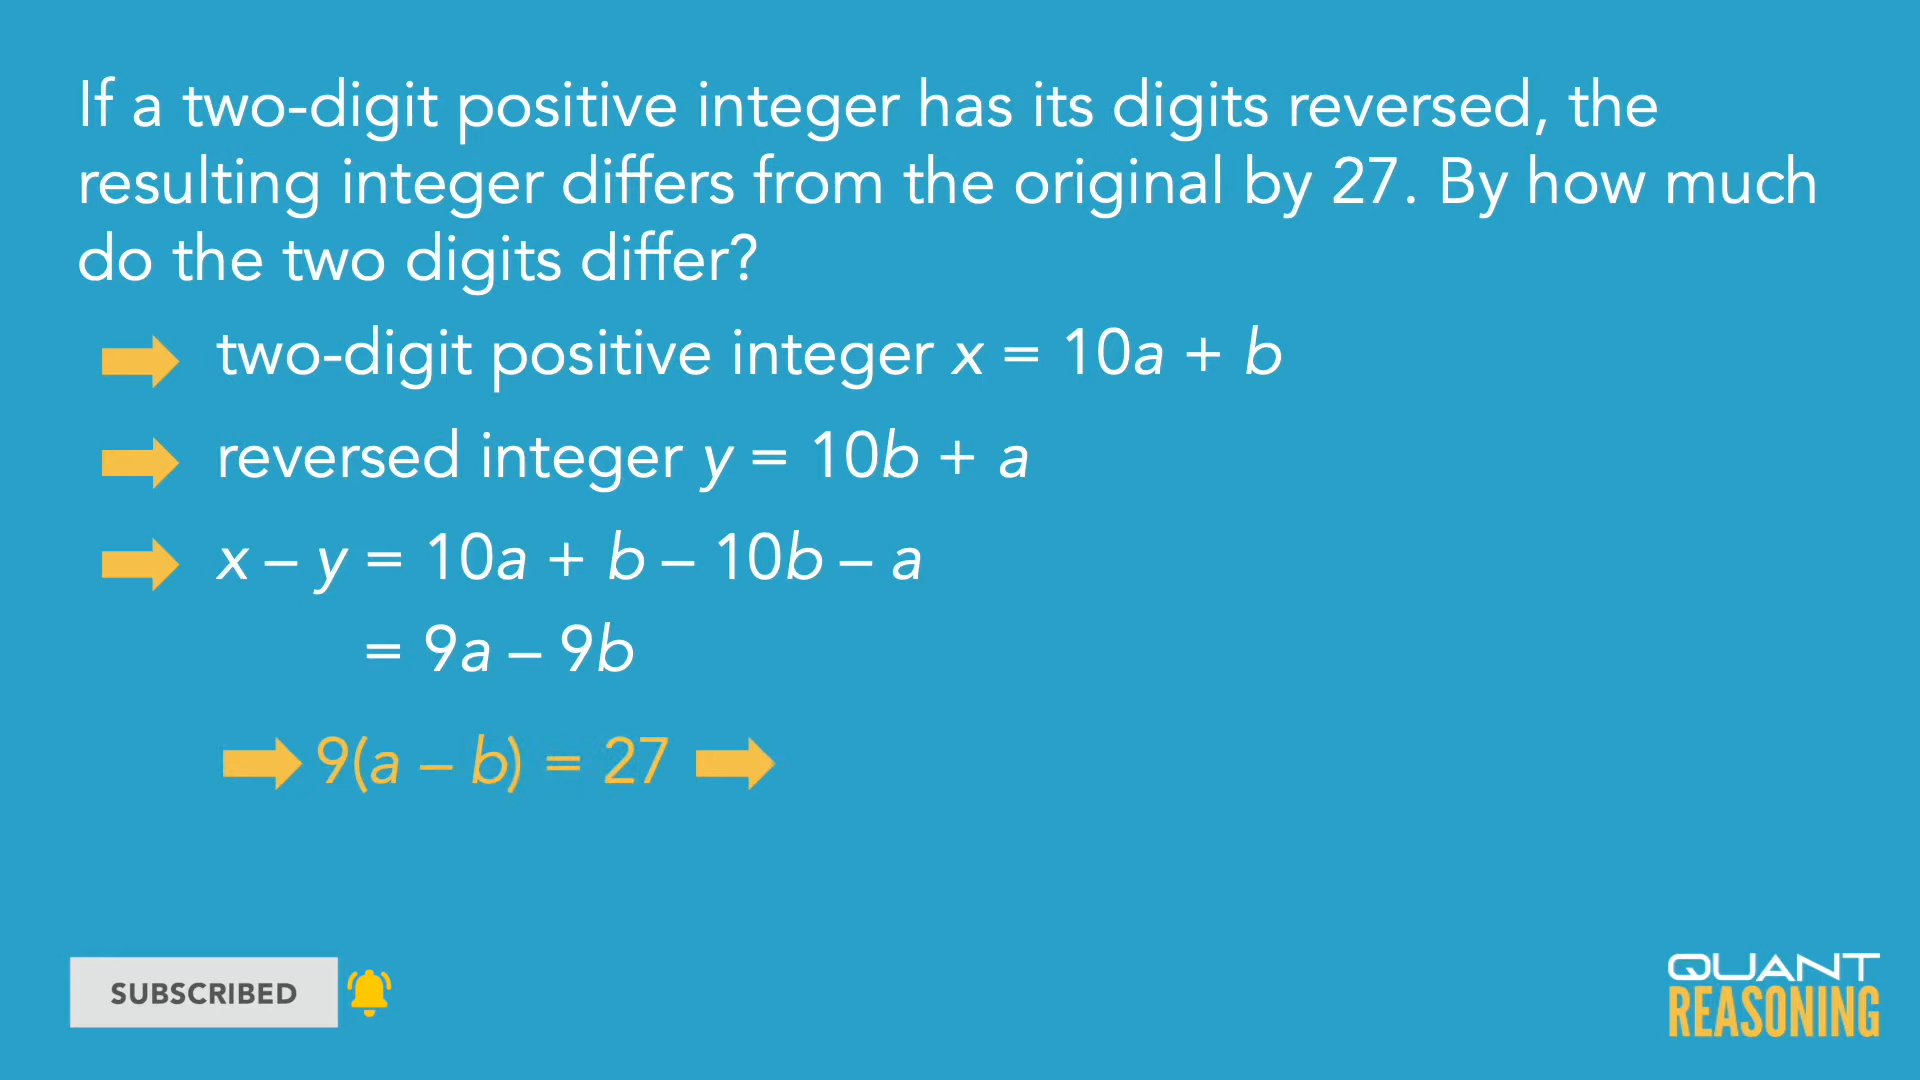 If a two-digit positive integer has its digits reversed, the
resulting integer differs from the original by 27. By how much
do the two digits differ?
two-digit positive integer x = 10a + b
reversed integer y = 10b + a
x – y = 10a + b – 10b – a
= 9a – 9b
9(a – b) = 27
SUBSCRIBED
QUANT
REASONING